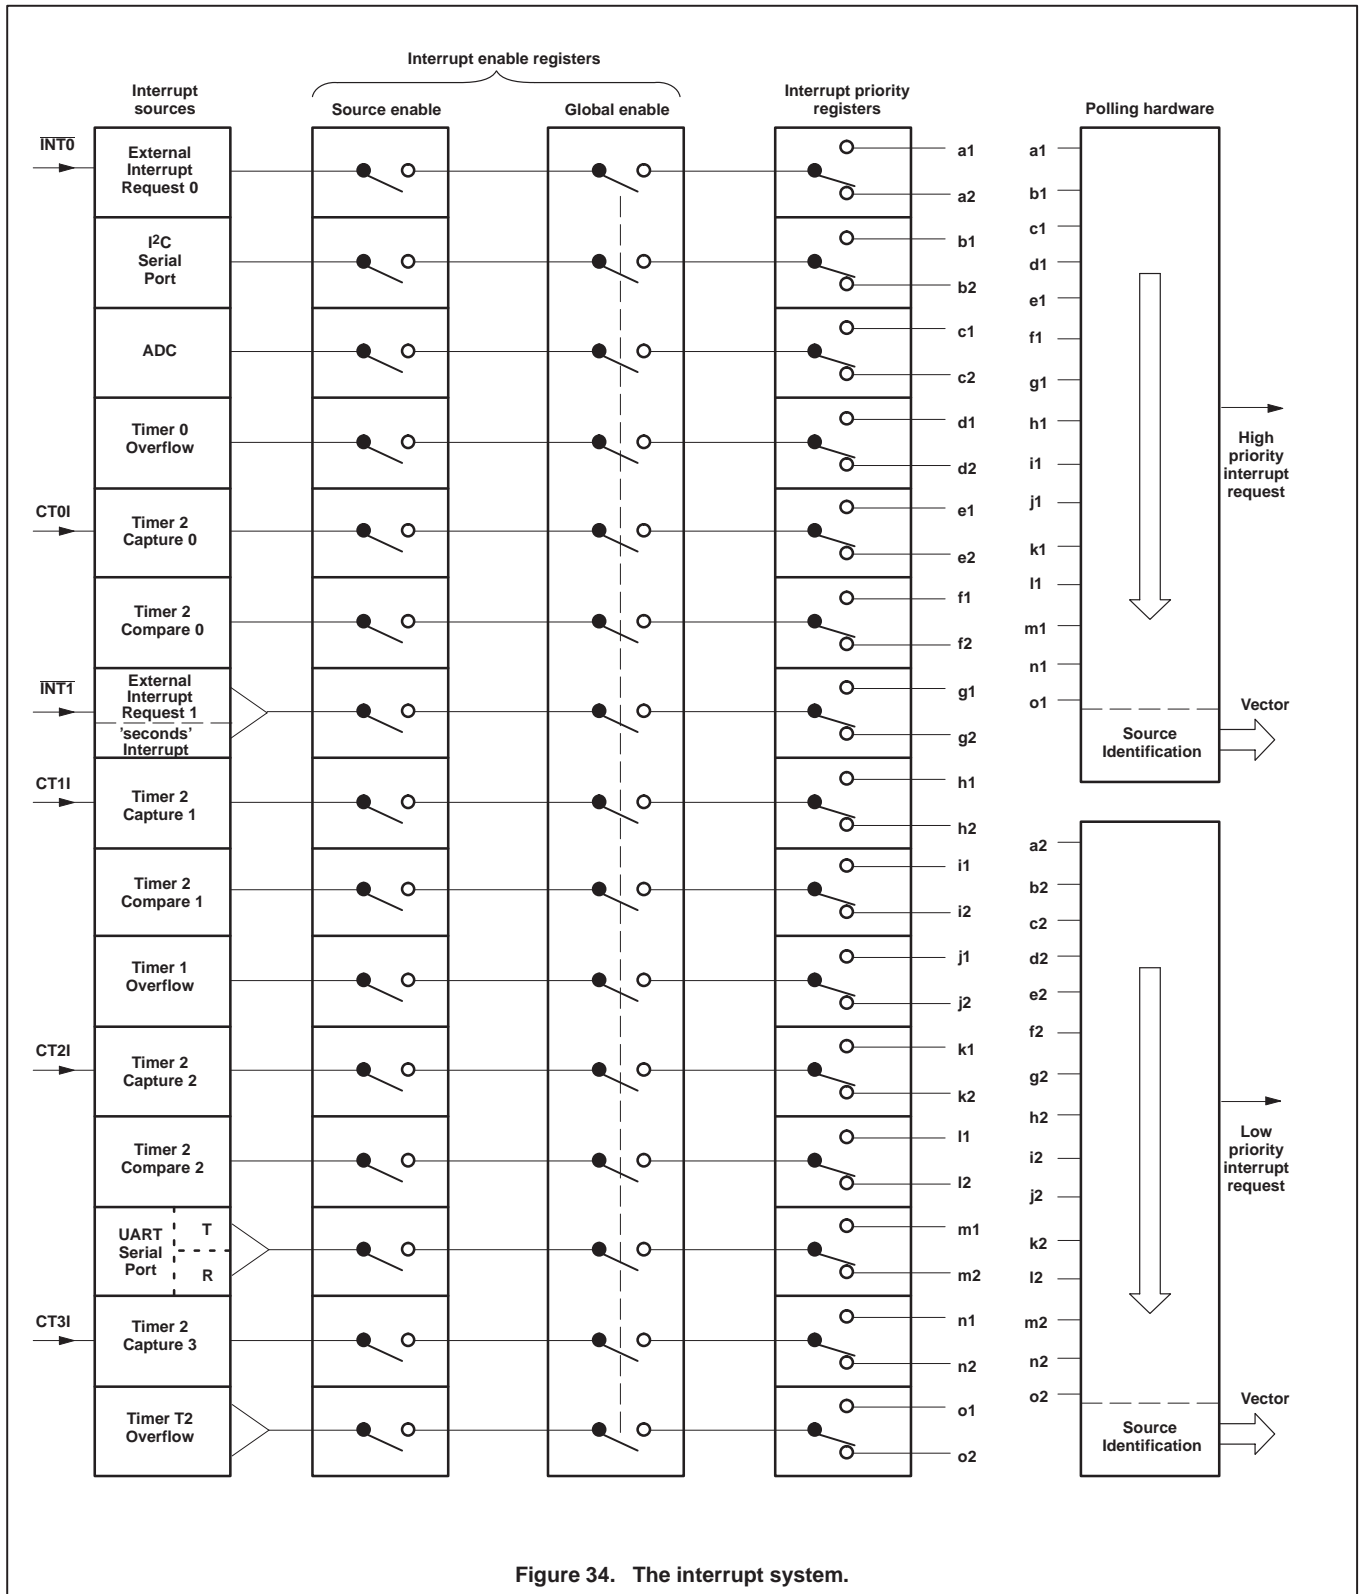 Interrupt enable registers
Interrupt
sources
Source enable
Global enable
Interrupt priority
registers
Polling hardware
INT0
External
Interrupt
Request 0
a1
a2
I²C
Serial
Port
b1
b2
ADC
c1
c2
Timer 0
Overflow
d1
d2
CT0I
Timer 2
Capture 0
e1
e2
Timer 2
Compare 0
f1
f2
INT1
External
Interrupt
Request 1
'seconds'
Interrupt
g1
g2
CT1I
Timer 2
Capture 1
h1
h2
Timer 2
Compare 1
i1
i2
Timer 1
Overflow
j1
j2
CT2I
Timer 2
Capture 2
k1
k2
Timer 2
Compare 2
l1
l2
UART
Serial
Port
T
R
m1
m2
CT3I
Timer 2
Capture 3
n1
n2
Timer T2
Overflow
o1
o2
a1
b1
c1
d1
e1
f1
g1
h1
i1
j1
k1
l1
m1
n1
o1
High
priority
interrupt
request
Source
Identification
Vector
a2
b2
c2
d2
e2
f2
g2
h2
i2
j2
k2
l2
m2
n2
o2
Low
priority
interrupt
request
Source
Identification
Vector
Figure 34. The interrupt system.